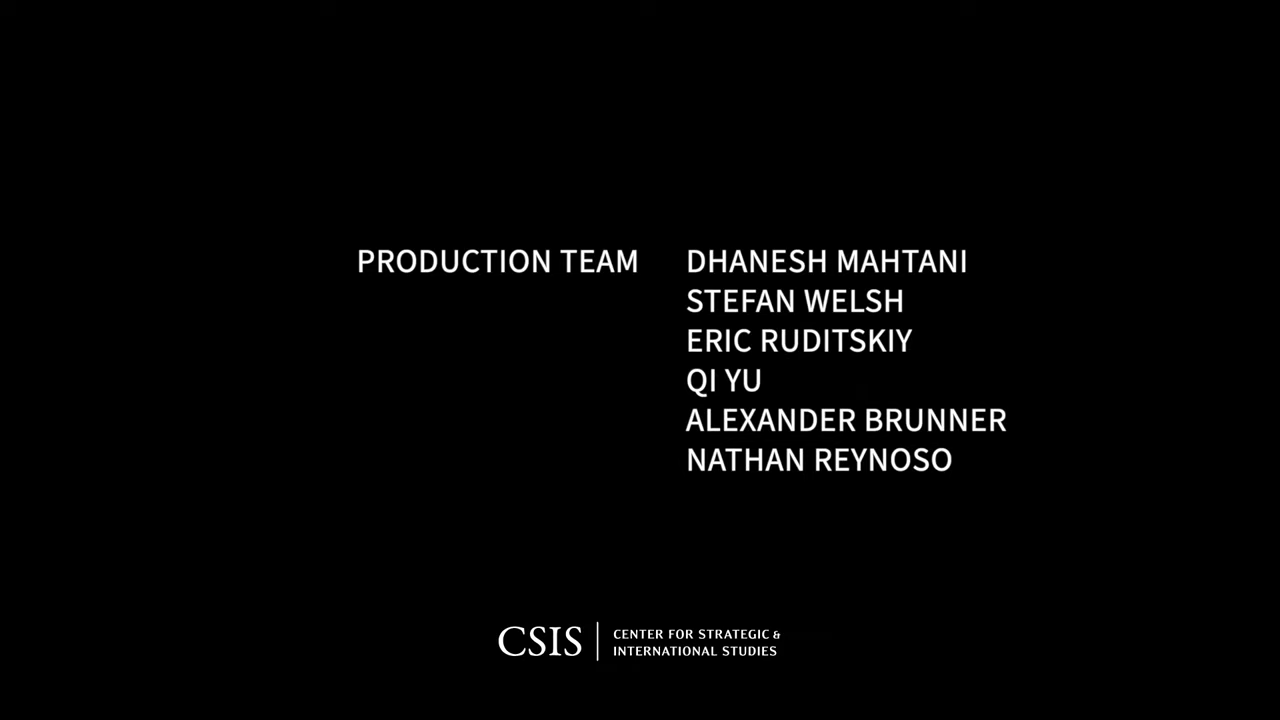 PRODUCTION TEAM DHANESH MAHTANI
STEFAN WELSH
ERIC RUDITSKIY
QI YU
ALEXANDER BRUNNER
NATHAN REYNOSO
CSIS CENTER FOR STRATEGIC &
INTERNATIONAL STUDIES